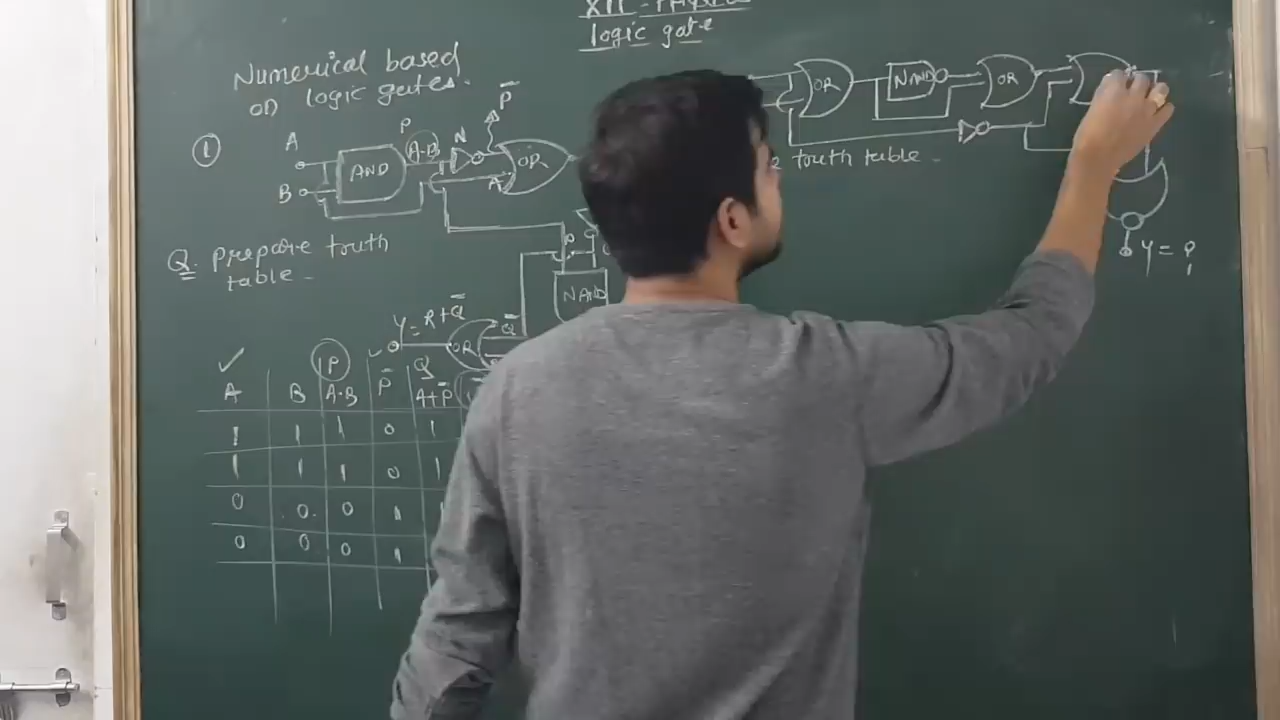 XII - Physics
logic gate
Numerical based
on logic gates.
①
A
B
AND
P
A·B
N
P̅
A
OR
Q. prepare truth
table -
NAND
Y = R+Q̅
OR
Q̅
A B P A·B P̅ Q A+P̅
1 1 1 0 1
1 1 1 0 1
0 0 0 1
0 0 0 1
OR
NAND
OR
truth table -
Y = ?